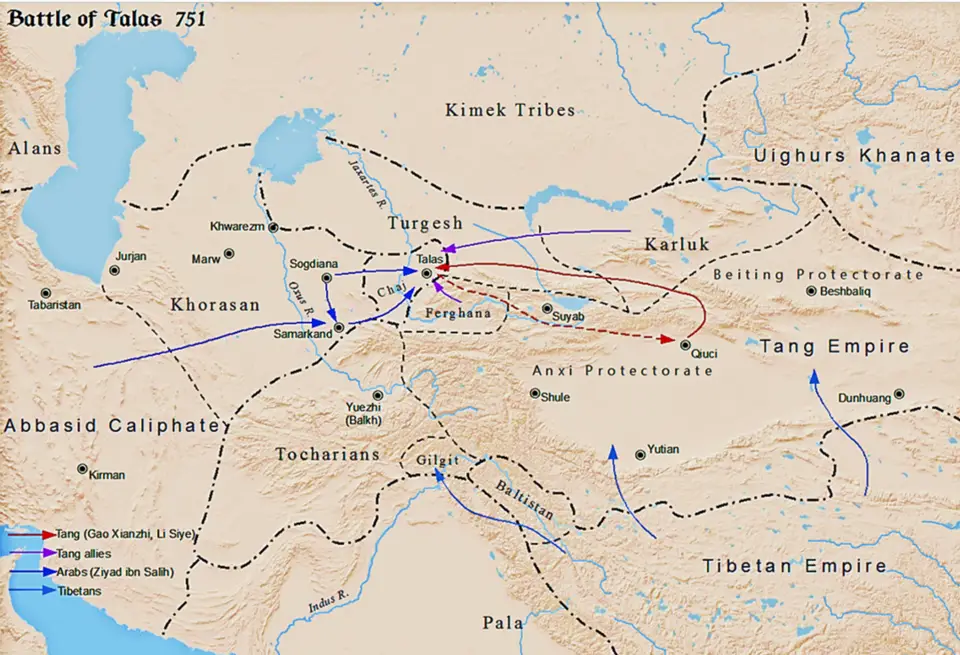 Battle of Talas 751
Kimek Tribes
Alans
Uighurs Khanate
Jaxartes R.
Turgesh
Khwarezm
Karluk
Marw
Jurjan
Sogdiana
Talas
Beiting Protectorate
Beshbaliq
Tabaristan
Khorasan
Oxus R.
Chaj
Ferghana
Suyab
Samarkand
Qiuci
Tang Empire
Anxi Protectorate
Shule
Dunhuang
Yuezhi
(Balkh)
Abbasid Caliphate
Tocharians
Gilgit
Yutian
Kirman
Baltistan
Tang (Gao Xianzhi, Li Siye)
Tang allies
Arabs (Ziyad ibn Salih)
Tibetans
Tibetan Empire
Indus R.
Pala